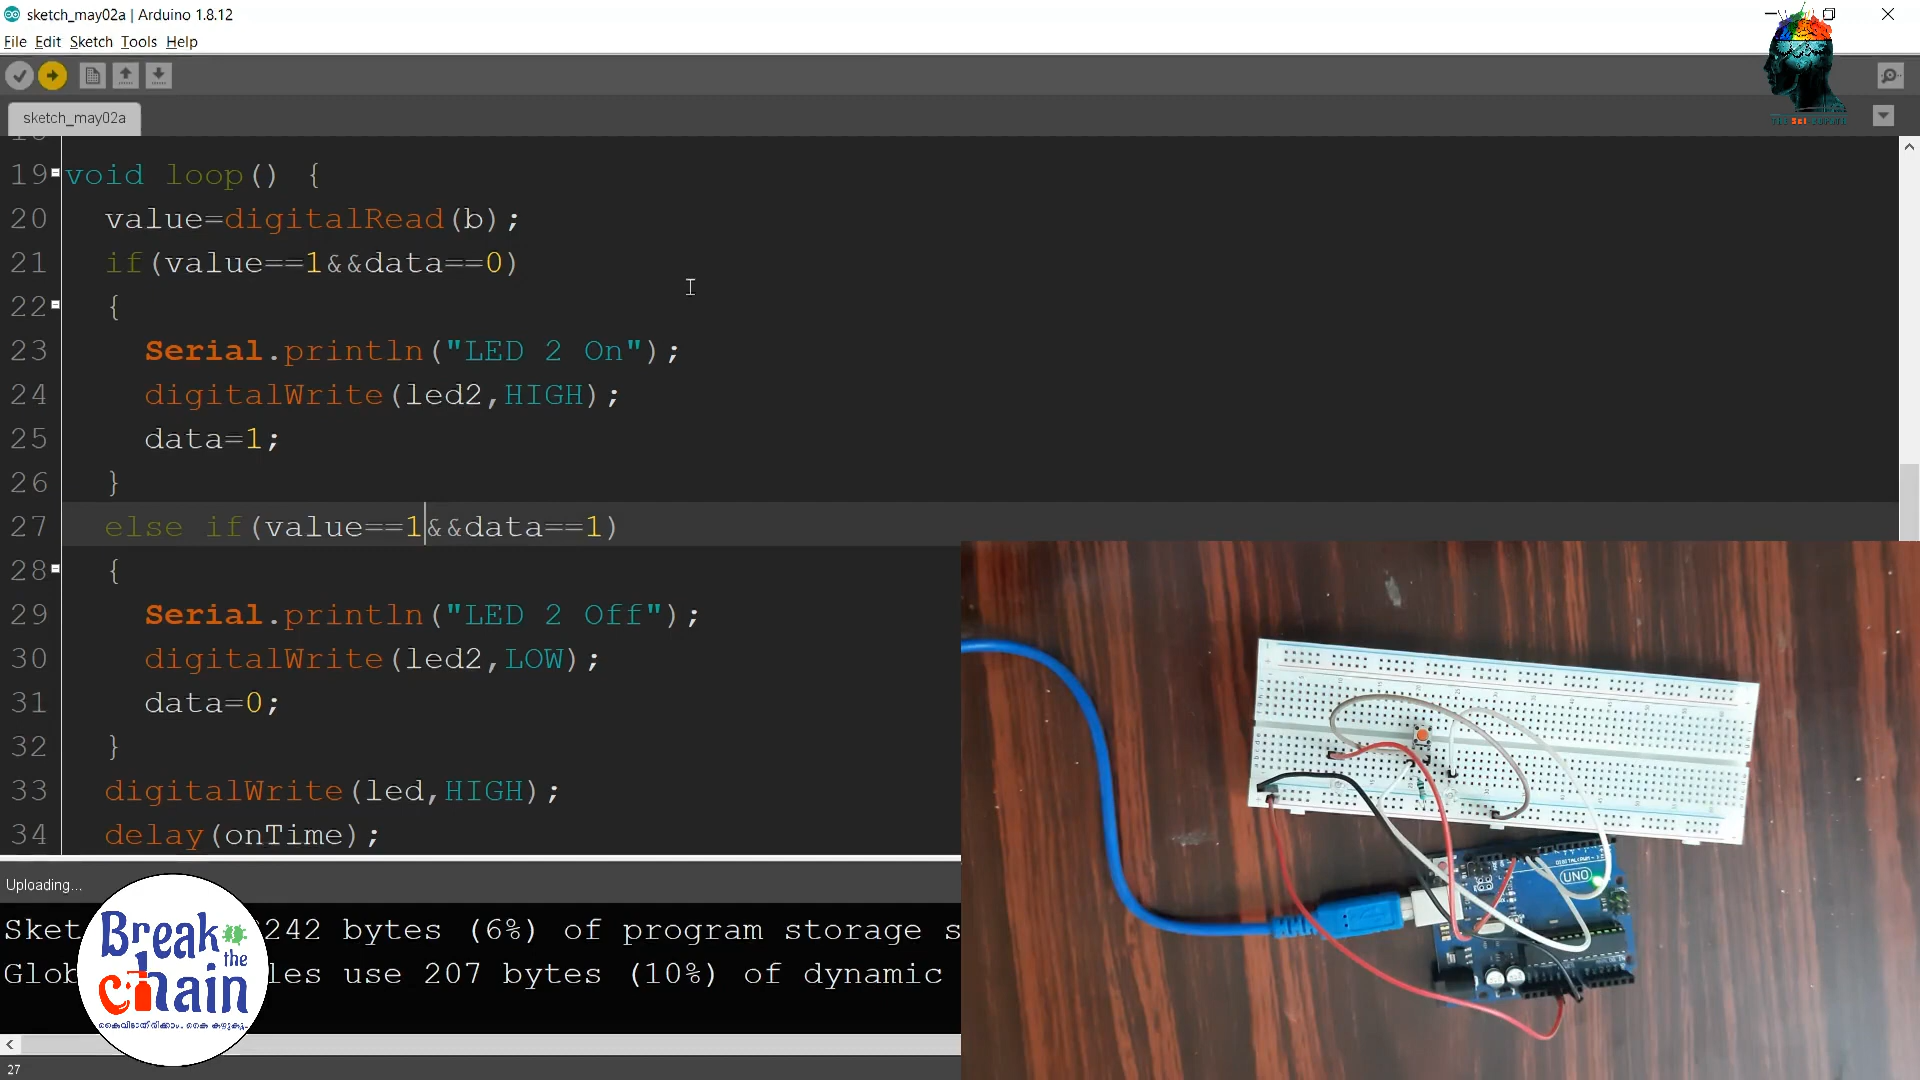 sketch_may02a | Arduino 1.8.12
File Edit Sketch Tools Help
sketch_may02a
19 void loop() {
20 value=digitalRead(b);
21 if(value==1&&data==0)
22 {
23 Serial.println("LED 2 On");
24 digitalWrite(led2,HIGH);
25 data=1;
26 }
27 else if(value==1&&data==1)
28 {
29 Serial.println("LED 2 Off");
30 digitalWrite(led2,LOW);
31 data=0;
32 }
33 digitalWrite(led,HIGH);
34 delay(onTime);
Uploading...
Sket 242 bytes (6%) of program storage s
Glob les use 207 bytes (10%) of dynamic
Break
the
chain
കൈവിടാതിരിക്കാം. കൈ കഴുകൂ..
UNO
27